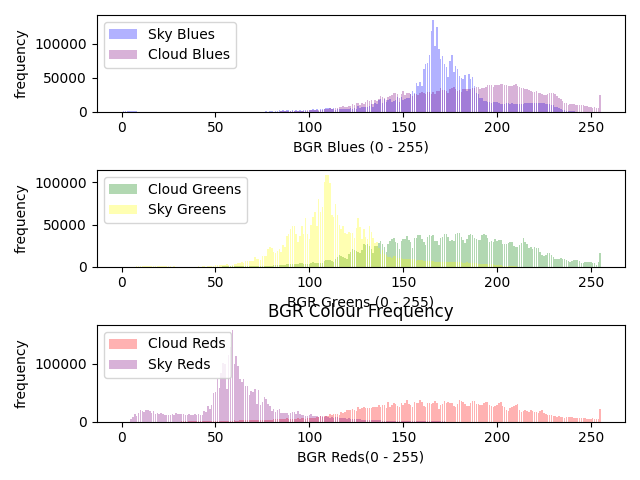 frequency
100000
50000
0
Sky Blues
Cloud Blues
0 50 100 150 200 250
BGR Blues (0 - 255)
frequency
100000
50000
0
Cloud Greens
Sky Greens
0 50 100 150 200 250
BGR Greens (0 - 255)
BGR Colour Frequency
frequency
100000
0
Cloud Reds
Sky Reds
0 50 100 150 200 250
BGR Reds(0 - 255)